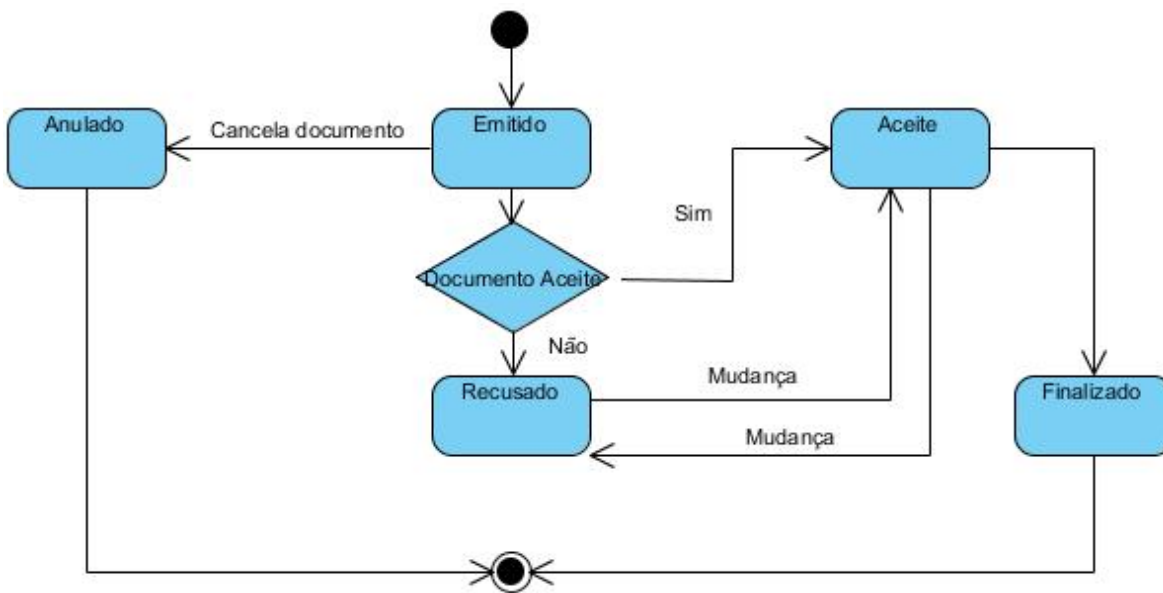 Anulado
Cancela documento
Emitido
Aceite
Sim
Documento Aceite
Não
Recusado
Mudança
Finalizado
Mudança